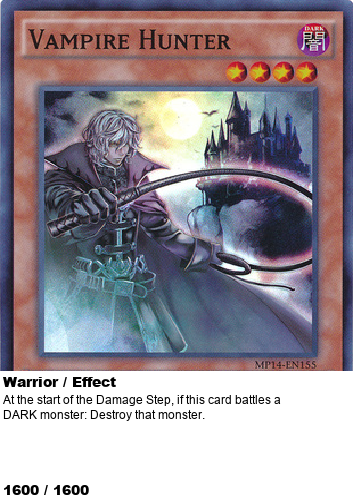 Vampire Hunter
DARK
闇
MP14-EN155
Warrior / Effect
At the start of the Damage Step, if this card battles a
DARK monster: Destroy that monster.
1600 / 1600